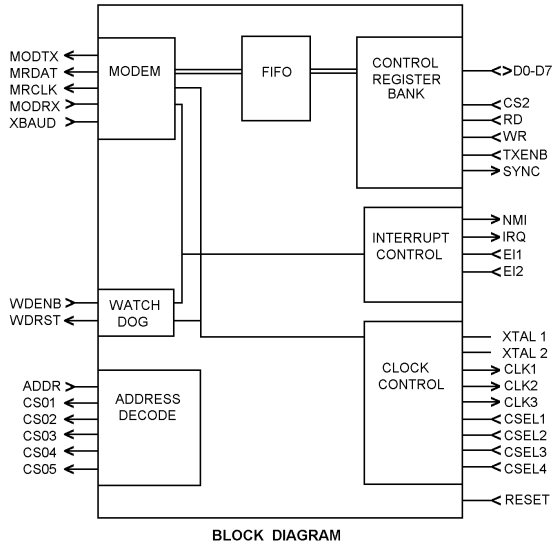 MODTX
MRDAT
MRCLK
MODRX
XBAUD
MODEM
FIFO
CONTROL
REGISTER
BANK
D0-D7
CS2
RD
WR
TXENB
SYNC
INTERRUPT
CONTROL
NMI
IRQ
EI1
EI2
WDENB
WDRST
WATCH
DOG
CLOCK
CONTROL
XTAL 1
XTAL 2
CLK1
CLK2
CLK3
CSEL1
CSEL2
CSEL3
CSEL4
ADDR
CS01
CS02
CS03
CS04
CS05
ADDRESS
DECODE
RESET
BLOCK DIAGRAM